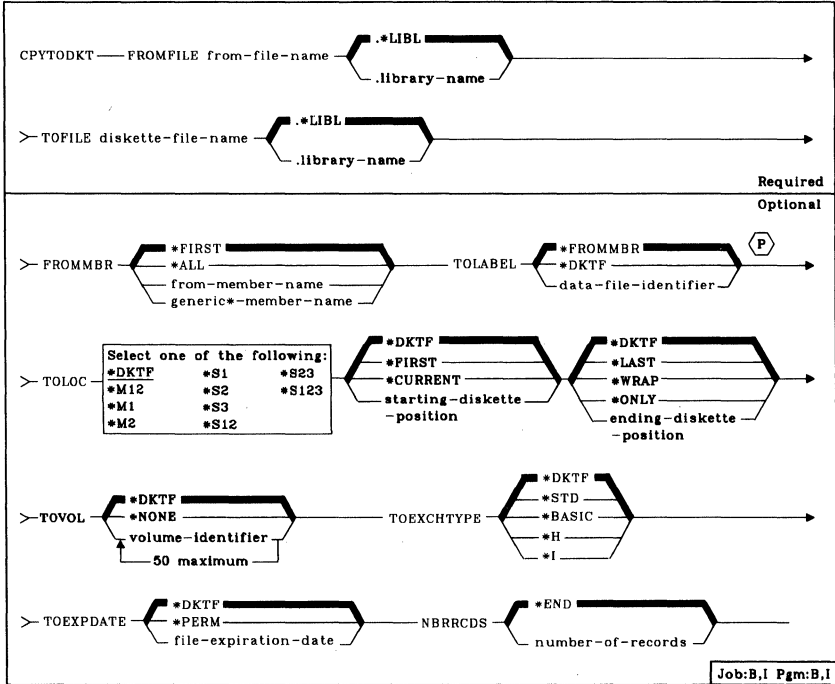 .*LIBL
CPYTODKT FROMFILE from-file-name
.library-name
.*LIBL
TOFILE diskette-file-name
.library-name
Required
Optional
*FIRST
*ALL
FROMMBR
from-member-name
generic*-member-name
*FROMMBR
*DKTF
TOLABEL
data-file-identifier
P
TOLOC
Select one of the following:
*DKTF *S1 *S23
*M12 *S2 *S123
*M1 *S3
*M2 *S12
*DKTF
*FIRST
*CURRENT
starting-diskette
-position
*DKTF
*LAST
*WRAP
*ONLY
ending-diskette
-position
*DKTF
*NONE
TOVOL
volume-identifier
50 maximum
*DKTF
*STD
TOEXCHTYPE *BASIC
*H
*I
*DKTF
TOEXPDATE *PERM
file-expiration-date
*END
NBRRCDS
number-of-records
Job:B,I Pgm:B,I